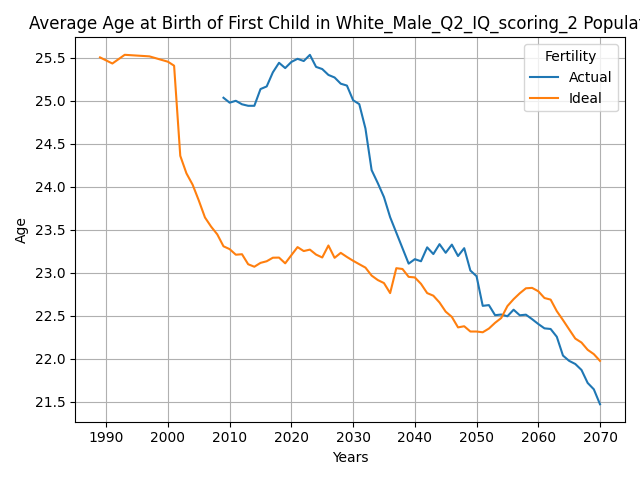 Average Age at Birth of First Child in White_Male_Q2_IQ_scoring_2 Populat
Fertility
Actual
Ideal
25.5
25.0
24.5
24.0
23.5
23.0
22.5
22.0
21.5
Age
1990 2000 2010 2020 2030 2040 2050 2060 2070
Years